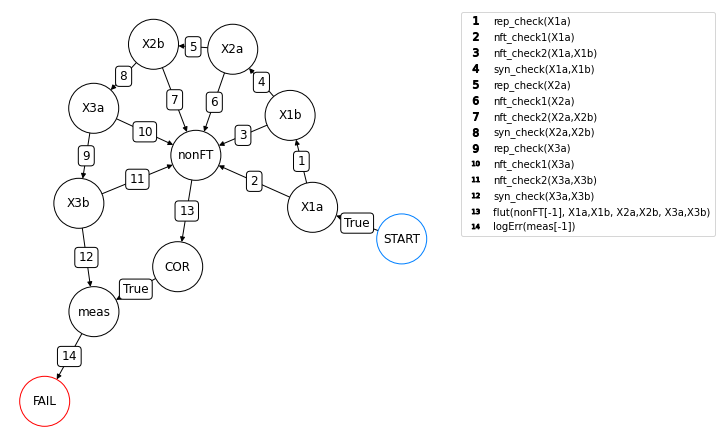 X2b
5
X2a
8
4
X3a
7
6
X1b
10
3
9
nonFT
1
11
2
X3b
13
X1a
True
START
12
COR
True
meas
14
FAIL
1 rep_check(X1a)
2 nft_check1(X1a)
3 nft_check2(X1a,X1b)
4 syn_check(X1a,X1b)
5 rep_check(X2a)
6 nft_check1(X2a)
7 nft_check2(X2a,X2b)
8 syn_check(X2a,X2b)
9 rep_check(X3a)
10 nft_check1(X3a)
11 nft_check2(X3a,X3b)
12 syn_check(X3a,X3b)
13 flut(nonFT[-1], X1a,X1b, X2a,X2b, X3a,X3b)
14 logErr(meas[-1])